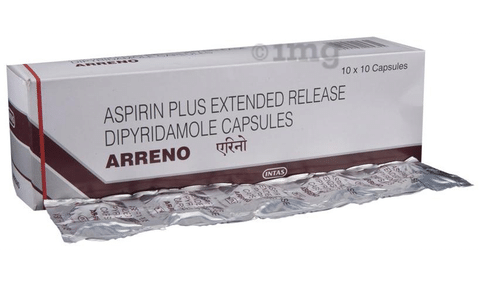 1mg
10 x 10 Capsules
ASPIRIN PLUS EXTENDED RELEASE
DIPYRIDAMOLE CAPSULES
ARRENO एरिनो
INTAS